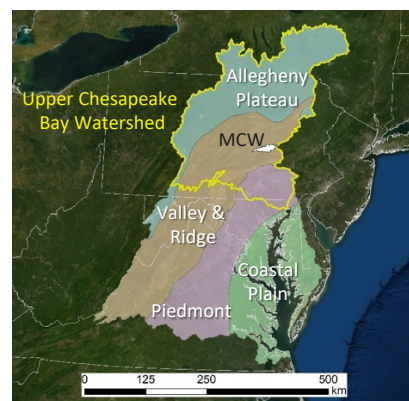 Allegheny
Plateau
Upper Chesapeake
Bay Watershed
MCW
Valley &
Ridge
Coastal
Plain
Piedmont
0 125 250 500
km